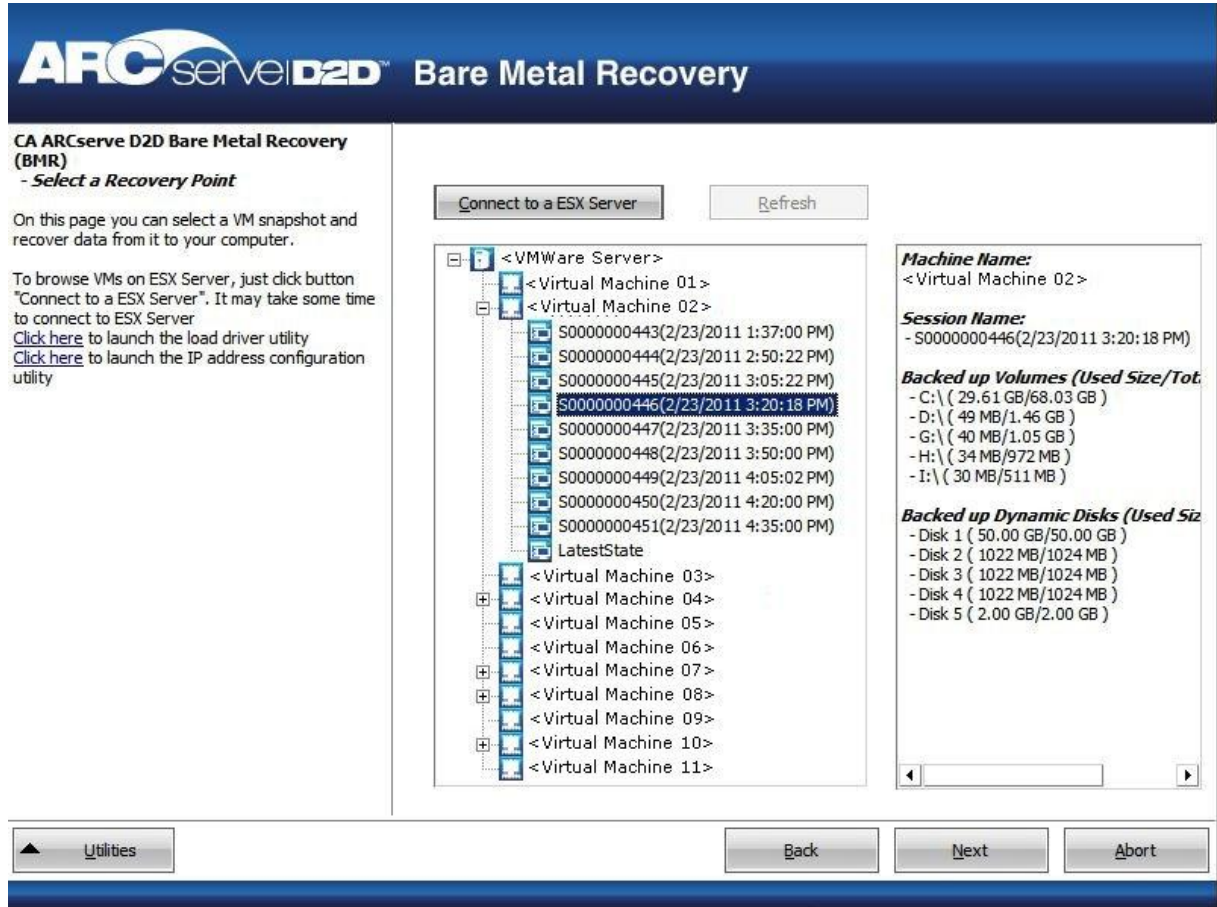 ARCserve D2D™ Bare Metal Recovery
CA ARCserve D2D Bare Metal Recovery
(BMR)
- Select a Recovery Point
On this page you can select a VM snapshot and
recover data from it to your computer.
To browse VMs on ESX Server, just click button
"Connect to a ESX Server". It may take some time
to connect to ESX Server
Click here to launch the load driver utility
Click here to launch the IP address configuration
utility
Connect to a ESX Server
Refresh
<VMWare Server>
<Virtual Machine 01>
<Virtual Machine 02>
S0000000443(2/23/2011 1:37:00 PM)
S0000000444(2/23/2011 2:50:22 PM)
S0000000445(2/23/2011 3:05:22 PM)
S0000000446(2/23/2011 3:20:18 PM)
S0000000447(2/23/2011 3:35:00 PM)
S0000000448(2/23/2011 3:50:00 PM)
S0000000449(2/23/2011 4:05:02 PM)
S0000000450(2/23/2011 4:20:00 PM)
S0000000451(2/23/2011 4:35:00 PM)
LatestState
<Virtual Machine 03>
<Virtual Machine 04>
<Virtual Machine 05>
<Virtual Machine 06>
<Virtual Machine 07>
<Virtual Machine 08>
<Virtual Machine 09>
<Virtual Machine 10>
<Virtual Machine 11>
Machine Name:
<Virtual Machine 02>
Session Name:
- S0000000446(2/23/2011 3:20:18 PM)
Backed up Volumes (Used Size/Tot
- C:\ ( 29.61 GB/68.03 GB )
- D:\ ( 49 MB/1.46 GB )
- G:\ ( 40 MB/1.05 GB )
- H:\ ( 34 MB/972 MB )
- I:\ ( 30 MB/511 MB )
Backed up Dynamic Disks (Used Siz
- Disk 1 ( 50.00 GB/50.00 GB )
- Disk 2 ( 1022 MB/1024 MB )
- Disk 3 ( 1022 MB/1024 MB )
- Disk 4 ( 1022 MB/1024 MB )
- Disk 5 ( 2.00 GB/2.00 GB )
Utilities
Back
Next
Abort